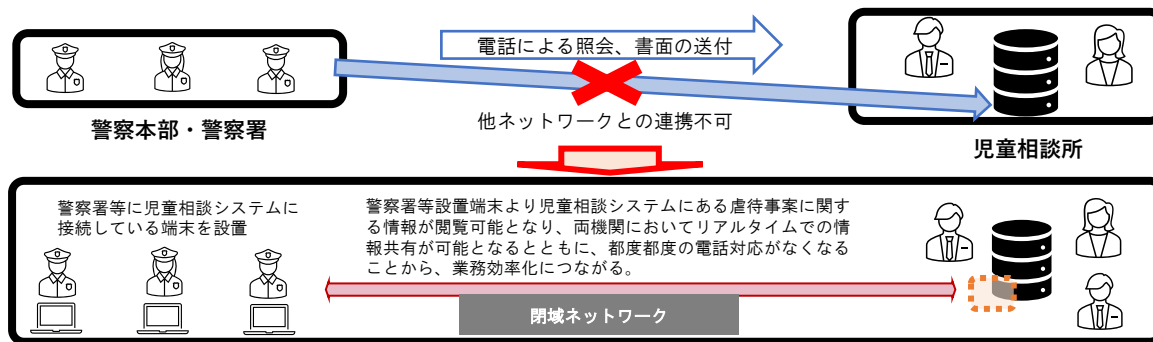 電話による照会、書面の送付
他ネットワークとの連携不可
警察本部・警察署
児童相談所
警察署等に児童相談システムに
接続している端末を設置
警察署等設置端末より児童相談システムにある虐待事案に関す
る情報が閲覧可能となり、両機関においてリアルタイムでの情
報共有が可能となるとともに、都度都度の電話対応がなくなる
ことから、業務効率化につながる。
閉域ネットワーク